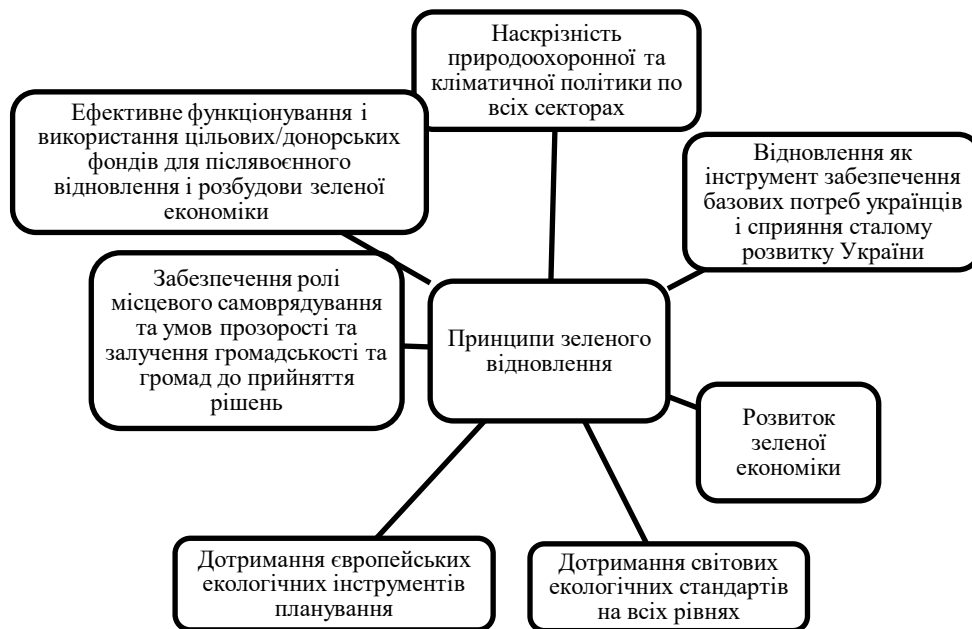 Наскрізність
природоохоронної та
кліматичної політики по
всіх секторах
Ефективне функціонування і
використання цільових/донорських
фондів для післявоєнного
відновлення і розбудови зеленої
економіки
Відновлення як
інструмент забезпечення
базових потреб українців
і сприяння сталому
розвитку України
Забезпечення ролі
місцевого самоврядування
та умов прозорості та
залучення громадськості та
громад до прийняття
рішень
Принципи зеленого
відновлення
Розвиток
зеленої
економіки
Дотримання європейських
екологічних інструментів
планування
Дотримання світових
екологічних стандартів
на всіх рівнях